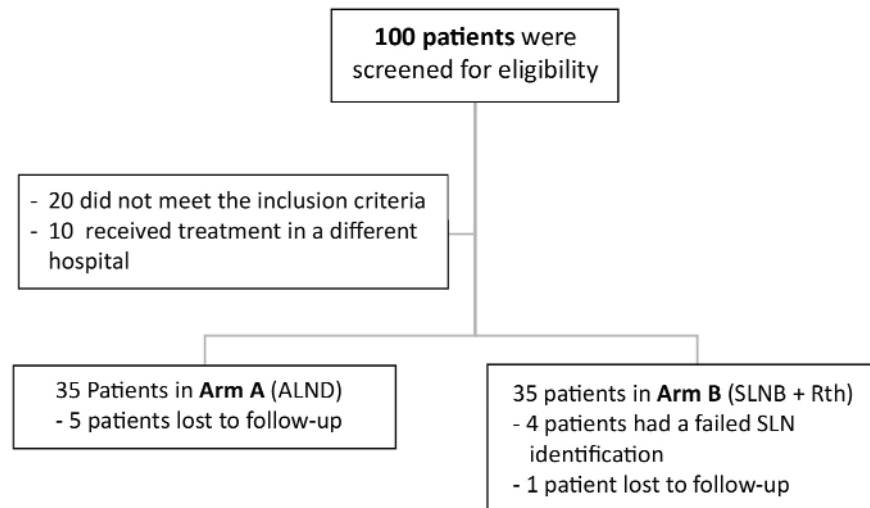 100 patients were
screened for eligibility
- 20 did not meet the inclusion criteria
- 10 received treatment in a different
hospital
35 Patients in Arm A (ALND)
- 5 patients lost to follow-up
35 patients in Arm B (SLNB + Rth)
- 4 patients had a failed SLN
identification
- 1 patient lost to follow-up